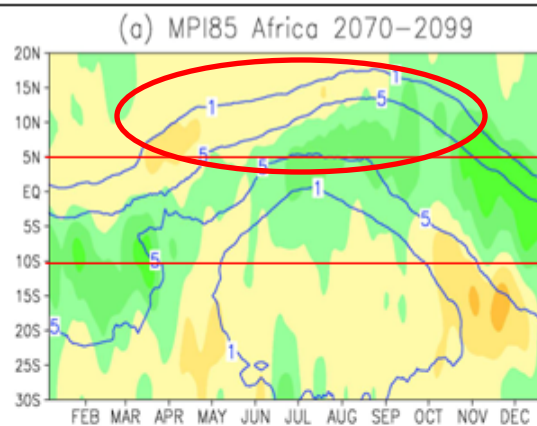 (a) MPI85 Africa 2070–2099
20N
15N
10N
5N
EQ
5S
10S
15S
20S
25S
30S
1
1
5
5
5
1
5
5
5
1
FEB MAR APR MAY JUN JUL AUG SEP OCT NOV DEC